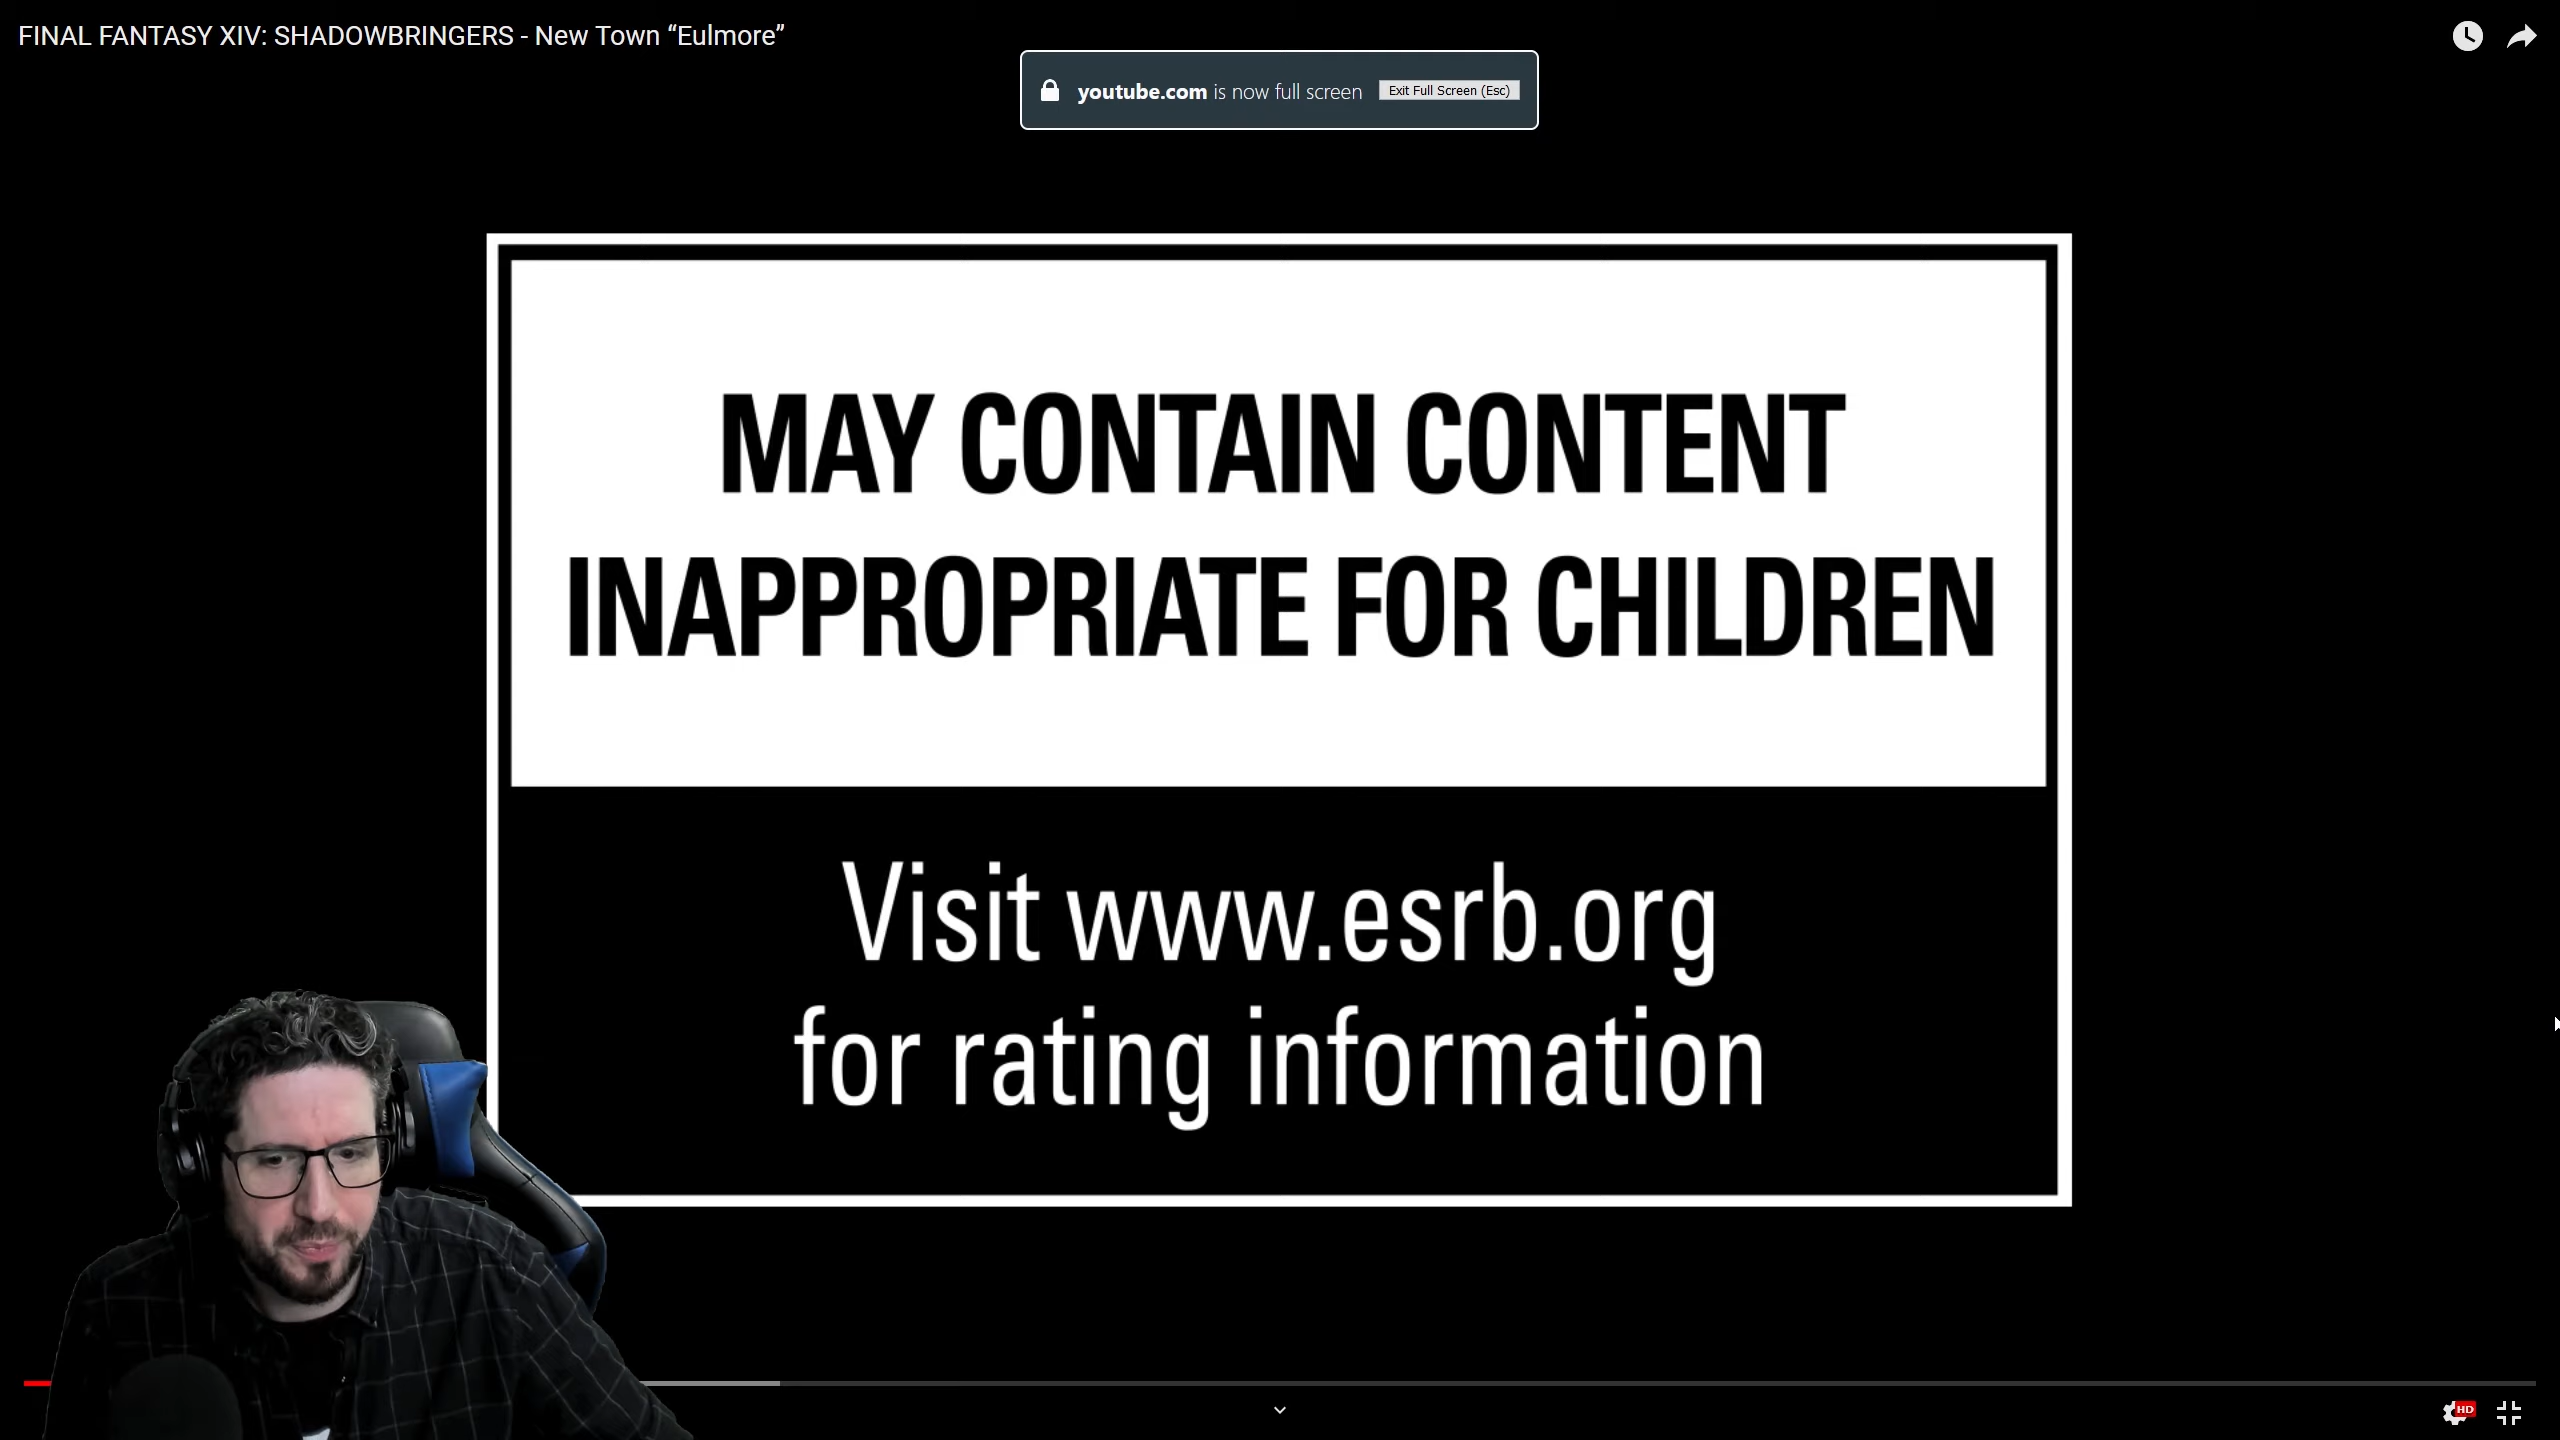 FINAL FANTASY XIV: SHADOWBRINGERS - New Town “Eulmore”
youtube.com is now full screen Exit Full Screen (Esc)
MAY CONTAIN CONTENT
INAPPROPRIATE FOR CHILDREN
Visit www.esrb.org
for rating information
HD